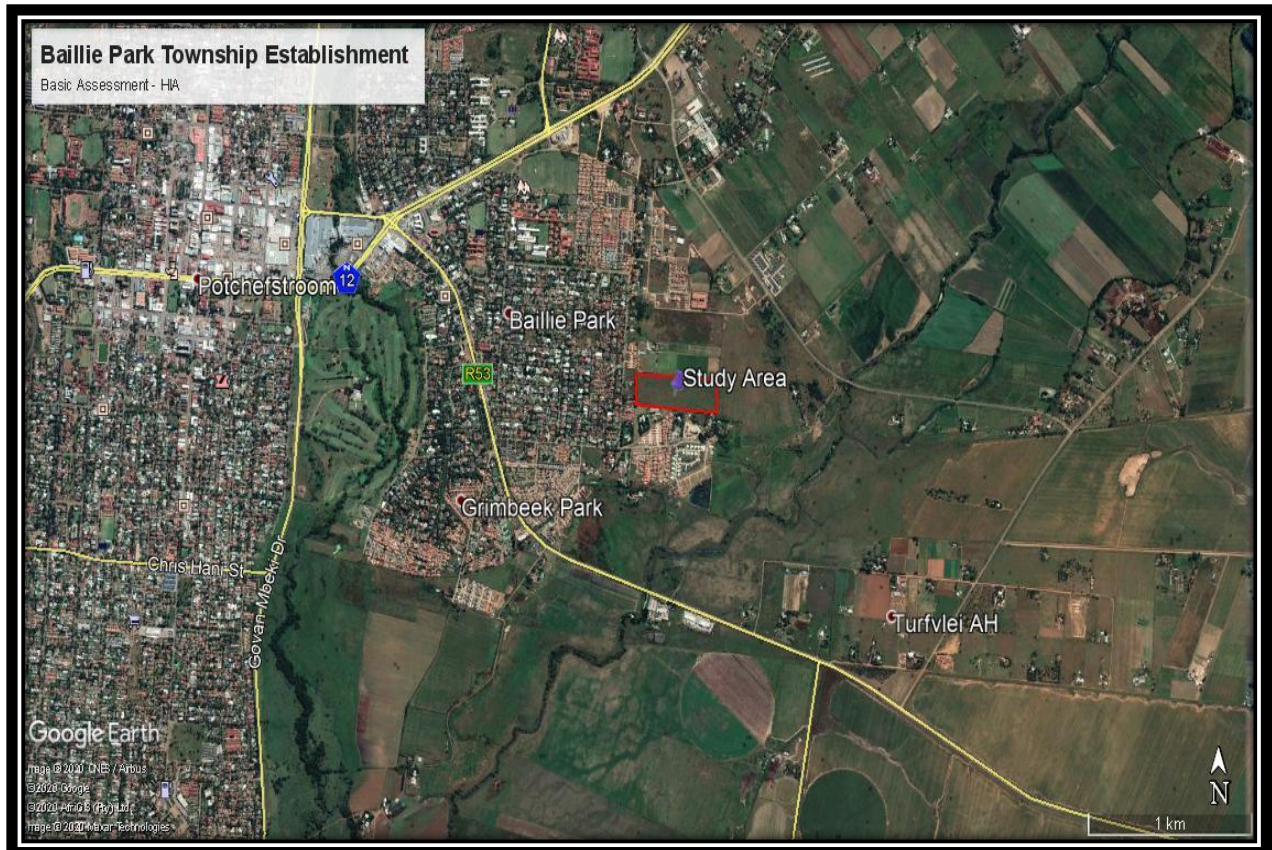 Baillie Park Township Establishment
Basic Assessment - HIA
N
12
Potchefstroom
Baillie Park
R53
Study Area
Grimbeek Park
Chris Hani St
Govan Mbeki Dr
Turfvlei AH
Google Earth
Image © 2020 CNES / Airbus
© 2020 Google
© 2020 AfriGIS (Pty) Ltd.
Image © 2020 Maxar Technologies
N
1 km